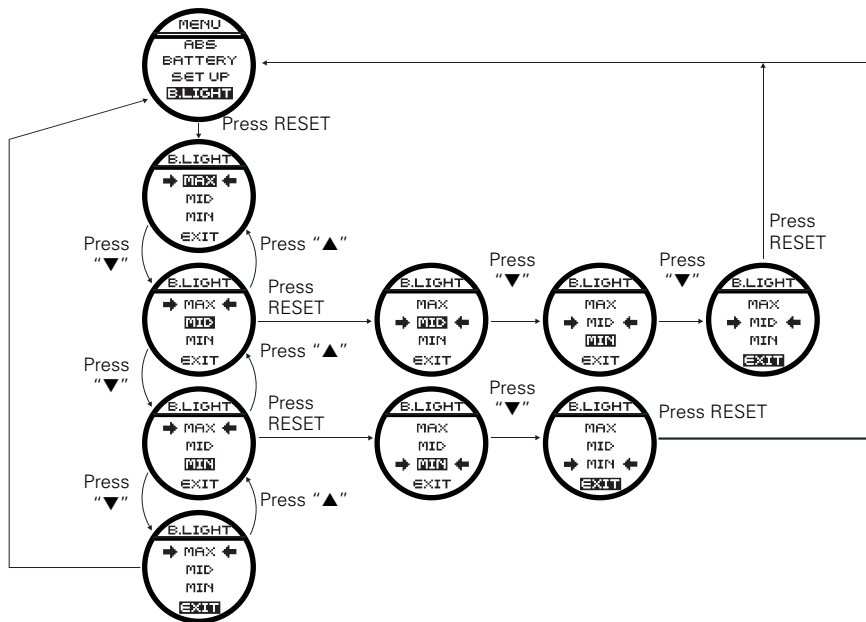 MENU
ABS
BATTERY
SET UP
B.LIGHT
Press RESET
B.LIGHT
MAX
MID
MIN
EXIT
Press
“▼”
Press “▲”
B.LIGHT
MAX
MID
MIN
EXIT
Press
RESET
B.LIGHT
MAX
MID
MIN
EXIT
Press
“▼”
B.LIGHT
MAX
MID
MIN
EXIT
Press
“▼”
B.LIGHT
MAX
MID
MIN
EXIT
Press
RESET
Press
“▼”
Press “▲”
B.LIGHT
MAX
MID
MIN
EXIT
Press
RESET
B.LIGHT
MAX
MID
MIN
EXIT
Press
“▼”
B.LIGHT
MAX
MID
MIN
EXIT
Press RESET
Press
“▼”
Press “▲”
B.LIGHT
MAX
MID
MIN
EXIT